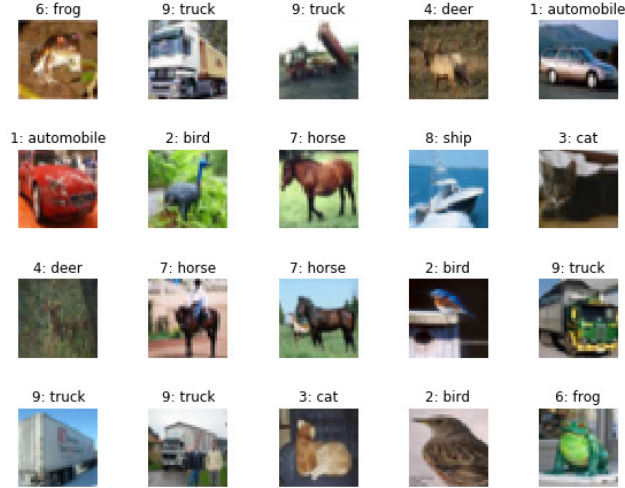 6: frog 9: truck 9: truck 4: deer 1: automobile
1: automobile 2: bird 7: horse 8: ship 3: cat
4: deer 7: horse 7: horse 2: bird 9: truck
9: truck 9: truck 3: cat 2: bird 6: frog